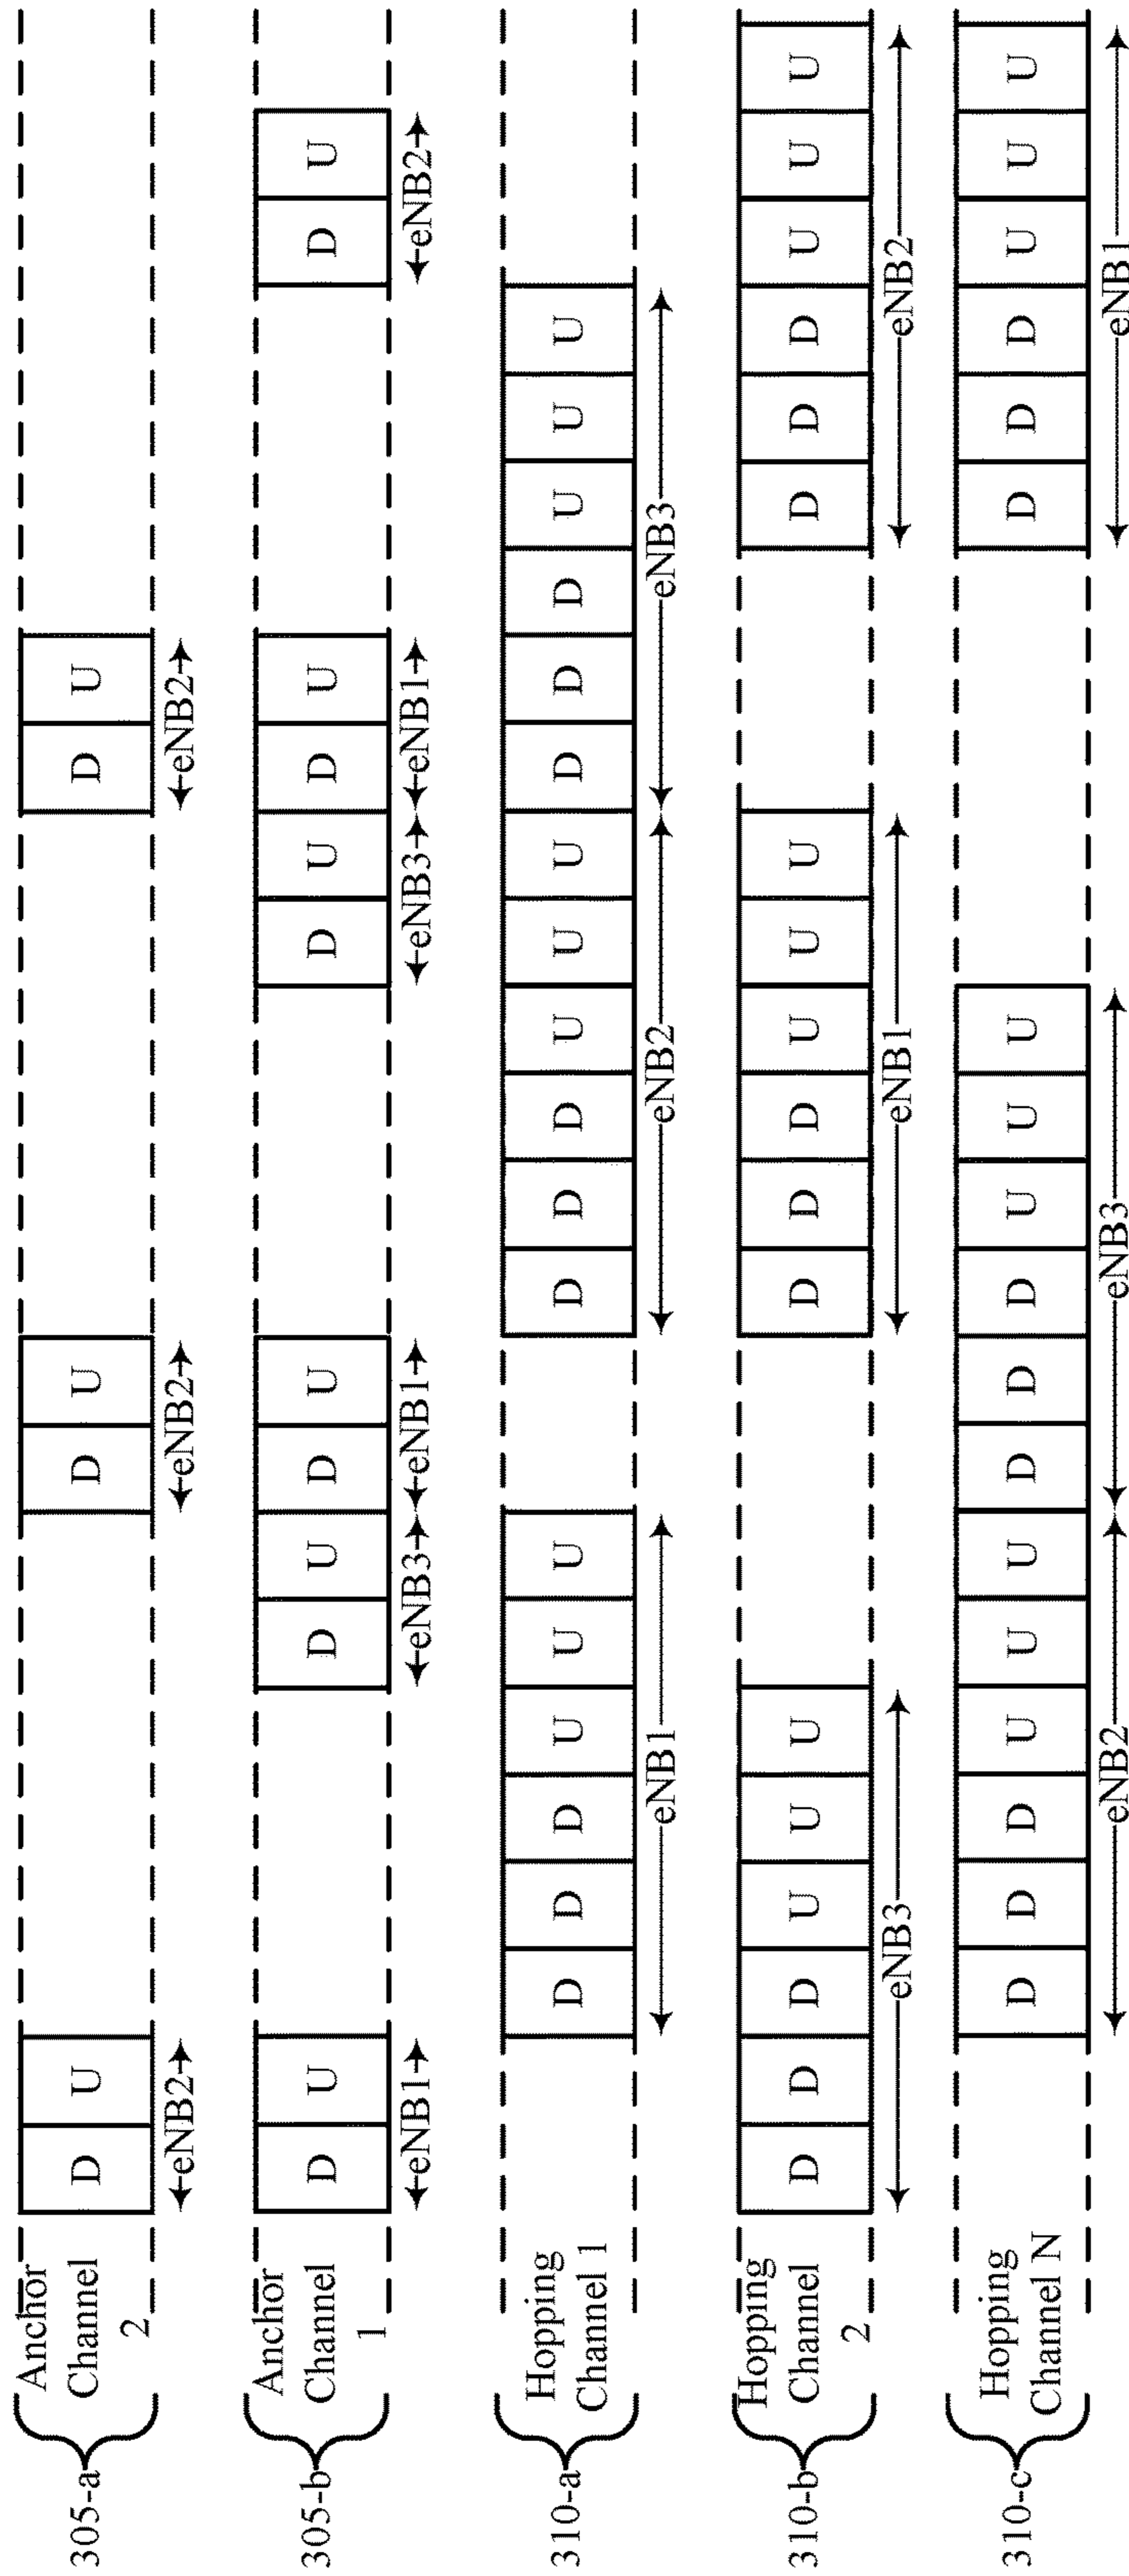 305-a
Anchor
Channel
2
D U D U D U
eNB2 eNB2 eNB2
305-b
Anchor
Channel
1
D U D U D U D U D U D U
eNB1 eNB3 eNB1 eNB3 eNB1 eNB2
310-a
Hopping
Channel 1
D D D U U U D D D U U U D D D U U U
eNB1 eNB2 eNB3
310-b
Hopping
Channel
2
D D D U U U D D D U U U D D D U U U
eNB3 eNB1 eNB2
310-c
Hopping
Channel N
D D D U U U D D D U U U D D D U U U
eNB2 eNB3 eNB1